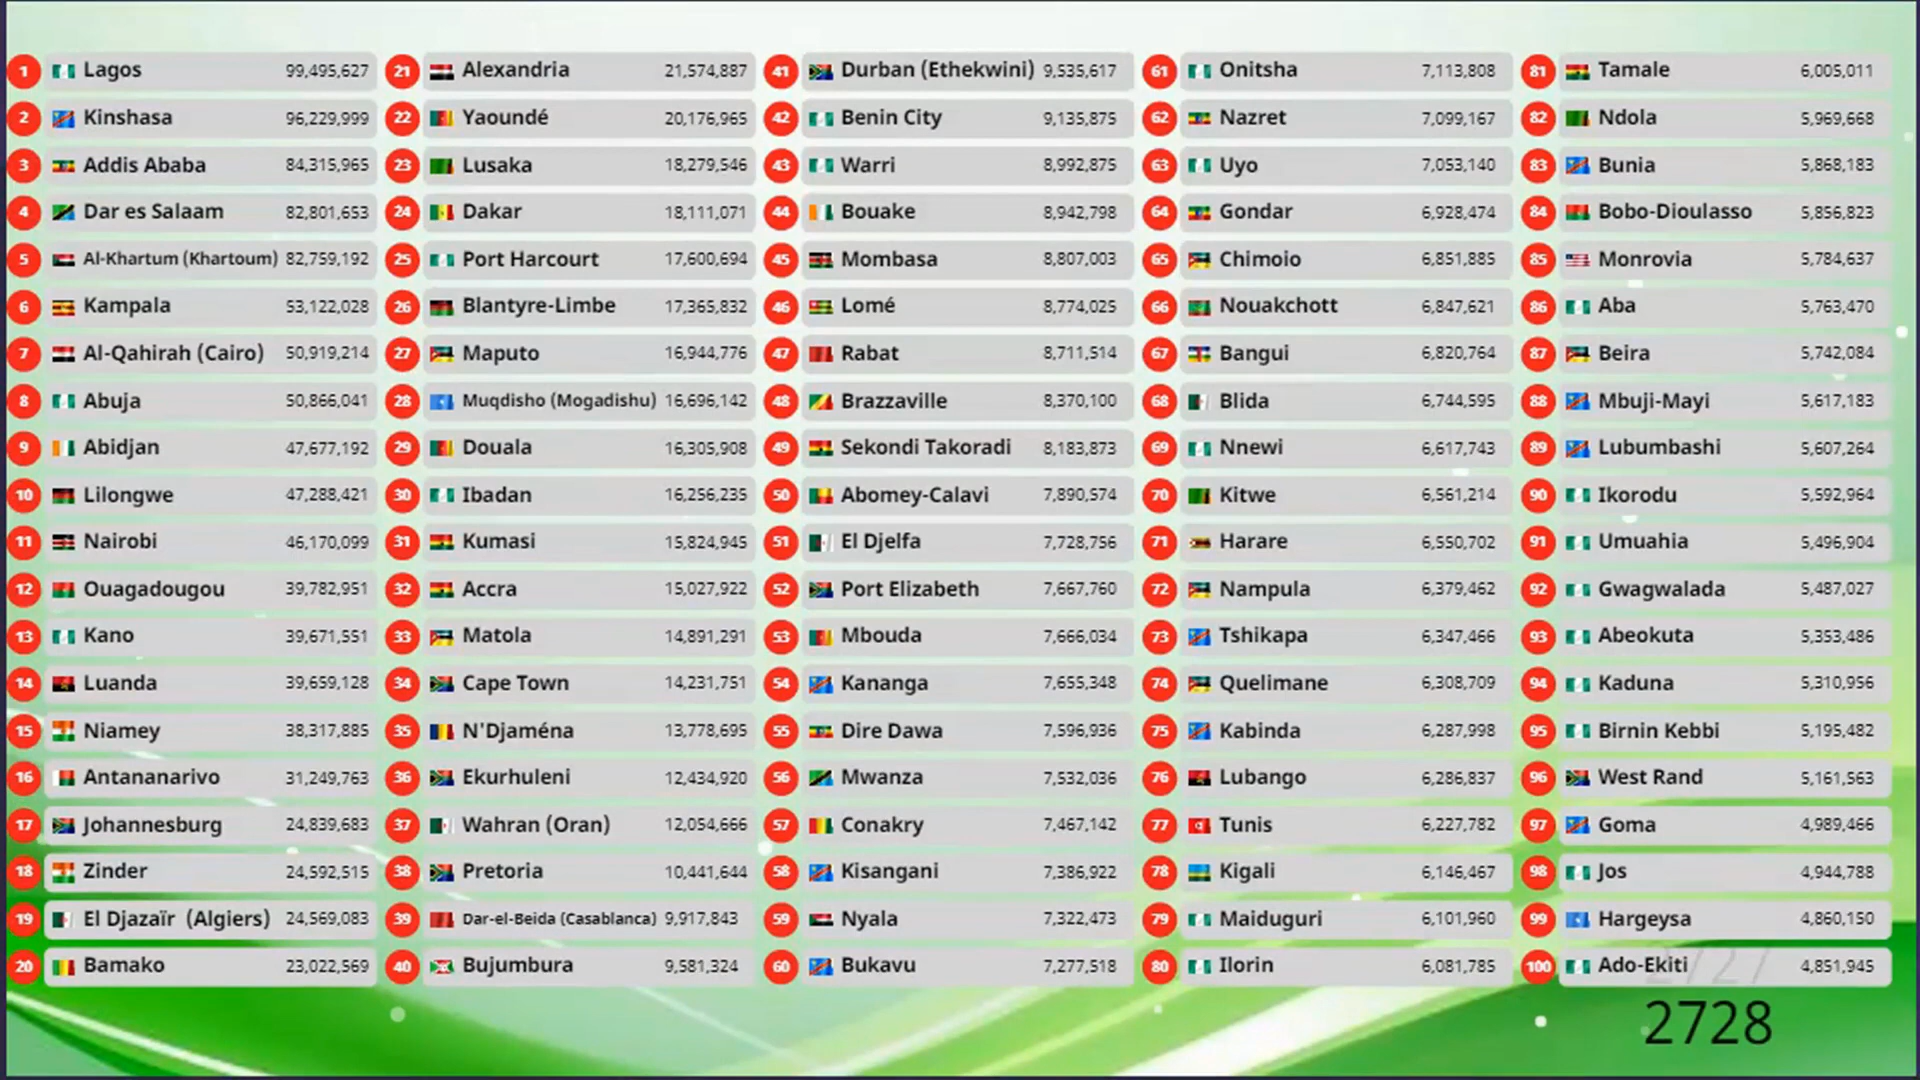 1 Lagos 99,495,627
2 Kinshasa 96,229,999
3 Addis Ababa 84,315,965
4 Dar es Salaam 82,801,653
5 Al-Khartum (Khartoum) 82,759,192
6 Kampala 53,122,028
7 Al-Qahirah (Cairo) 50,919,214
8 Abuja 50,866,041
9 Abidjan 47,677,192
10 Lilongwe 47,288,421
11 Nairobi 46,170,099
12 Ouagadougou 39,782,951
13 Kano 39,671,551
14 Luanda 39,659,128
15 Niamey 38,317,885
16 Antananarivo 31,249,763
17 Johannesburg 24,839,683
18 Zinder 24,592,515
19 El Djazaïr (Algiers) 24,569,083
20 Bamako 23,022,569
21 Alexandria 21,574,887
22 Yaoundé 20,176,965
23 Lusaka 18,279,546
24 Dakar 18,111,071
25 Port Harcourt 17,600,694
26 Blantyre-Limbe 17,365,832
27 Maputo 16,944,776
28 Muqdisho (Mogadishu) 16,696,142
29 Douala 16,305,908
30 Ibadan 16,256,235
31 Kumasi 15,824,945
32 Accra 15,027,922
33 Matola 14,891,291
34 Cape Town 14,231,751
35 N'Djaména 13,778,695
36 Ekurhuleni 12,434,920
37 Wahran (Oran) 12,054,666
38 Pretoria 10,441,644
39 Dar-el-Beida (Casablanca) 9,917,843
40 Bujumbura 9,581,324
41 Durban (Ethekwini) 9,535,617
42 Benin City 9,135,875
43 Warri 8,992,875
44 Bouake 8,942,798
45 Mombasa 8,807,003
46 Lomé 8,774,025
47 Rabat 8,711,514
48 Brazzaville 8,370,100
49 Sekondi Takoradi 8,183,873
50 Abomey-Calavi 7,890,574
51 El Djelfa 7,728,756
52 Port Elizabeth 7,667,760
53 Mbouda 7,666,034
54 Kananga 7,655,348
55 Dire Dawa 7,596,936
56 Mwanza 7,532,036
57 Conakry 7,467,142
58 Kisangani 7,386,922
59 Nyala 7,322,473
60 Bukavu 7,277,518
61 Onitsha 7,113,808
62 Nazret 7,099,167
63 Uyo 7,053,140
64 Gondar 6,928,474
65 Chimoio 6,851,885
66 Nouakchott 6,847,621
67 Bangui 6,820,764
68 Blida 6,744,595
69 Nnewi 6,617,743
70 Kitwe 6,561,214
71 Harare 6,550,702
72 Nampula 6,379,462
73 Tshikapa 6,347,466
74 Quelimane 6,308,709
75 Kabinda 6,287,998
76 Lubango 6,286,837
77 Tunis 6,227,782
78 Kigali 6,146,467
79 Maiduguri 6,101,960
80 Ilorin 6,081,785
81 Tamale 6,005,011
82 Ndola 5,969,668
83 Bunia 5,868,183
84 Bobo-Dioulasso 5,856,823
85 Monrovia 5,784,637
86 Aba 5,763,470
87 Beira 5,742,084
88 Mbuji-Mayi 5,617,183
89 Lubumbashi 5,607,264
90 Ikorodu 5,592,964
91 Umuahia 5,496,904
92 Gwagwalada 5,487,027
93 Abeokuta 5,353,486
94 Kaduna 5,310,956
95 Birnin Kebbi 5,195,482
96 West Rand 5,161,563
97 Goma 4,989,466
98 Jos 4,944,788
99 Hargeysa 4,860,150
100 Ado-Ekiti 4,851,945
2727
2728